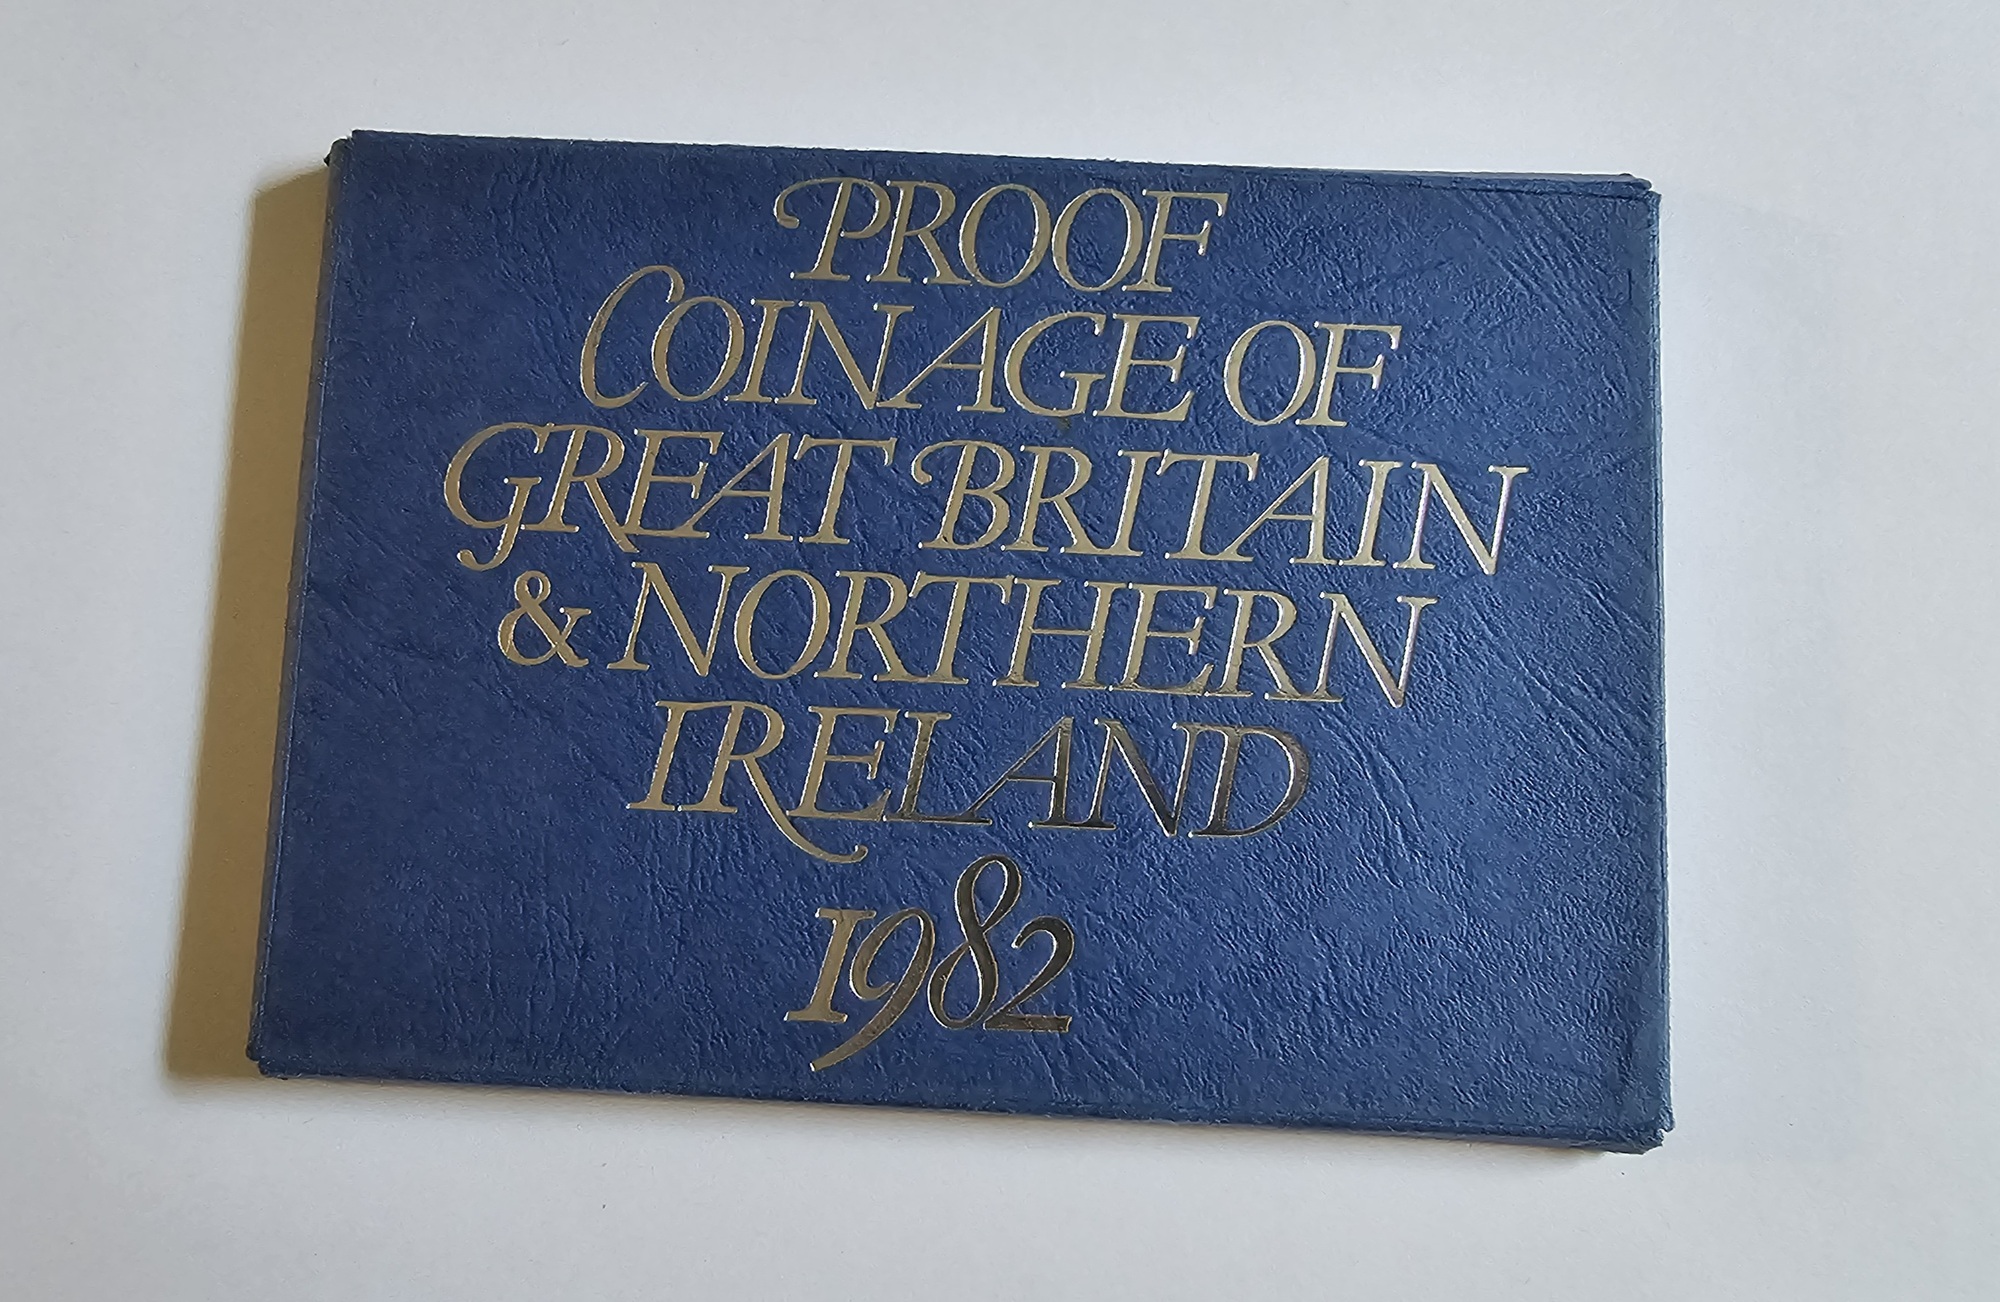 PROOF
COINAGE OF
GREAT BRITAIN
& NORTHERN
IRELAND
1982